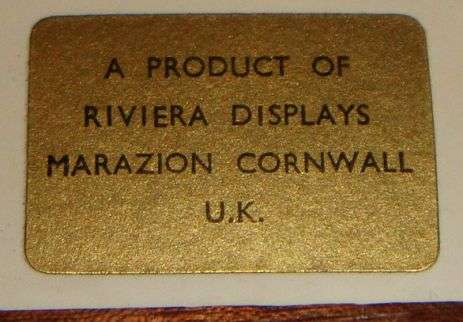 A PRODUCT OF
RIVIERA DISPLAYS
MARAZION CORNWALL
U.K.